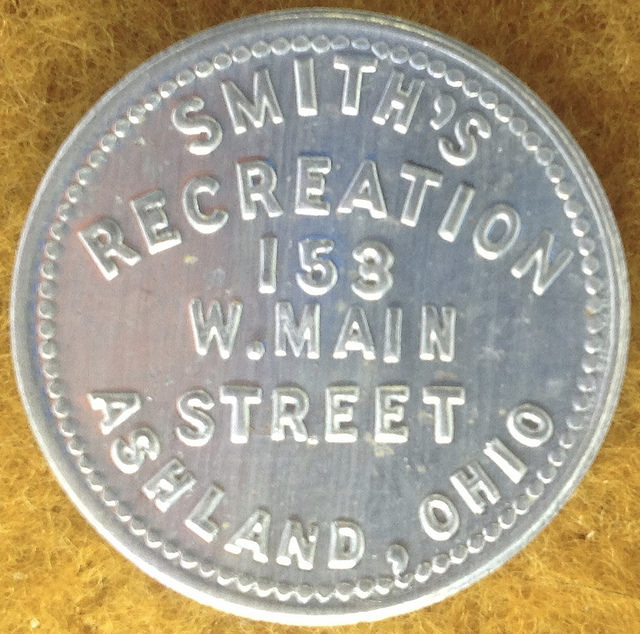 SMITH'S
RECREATION
153
W.MAIN
STREET
ASHLAND, OHIO